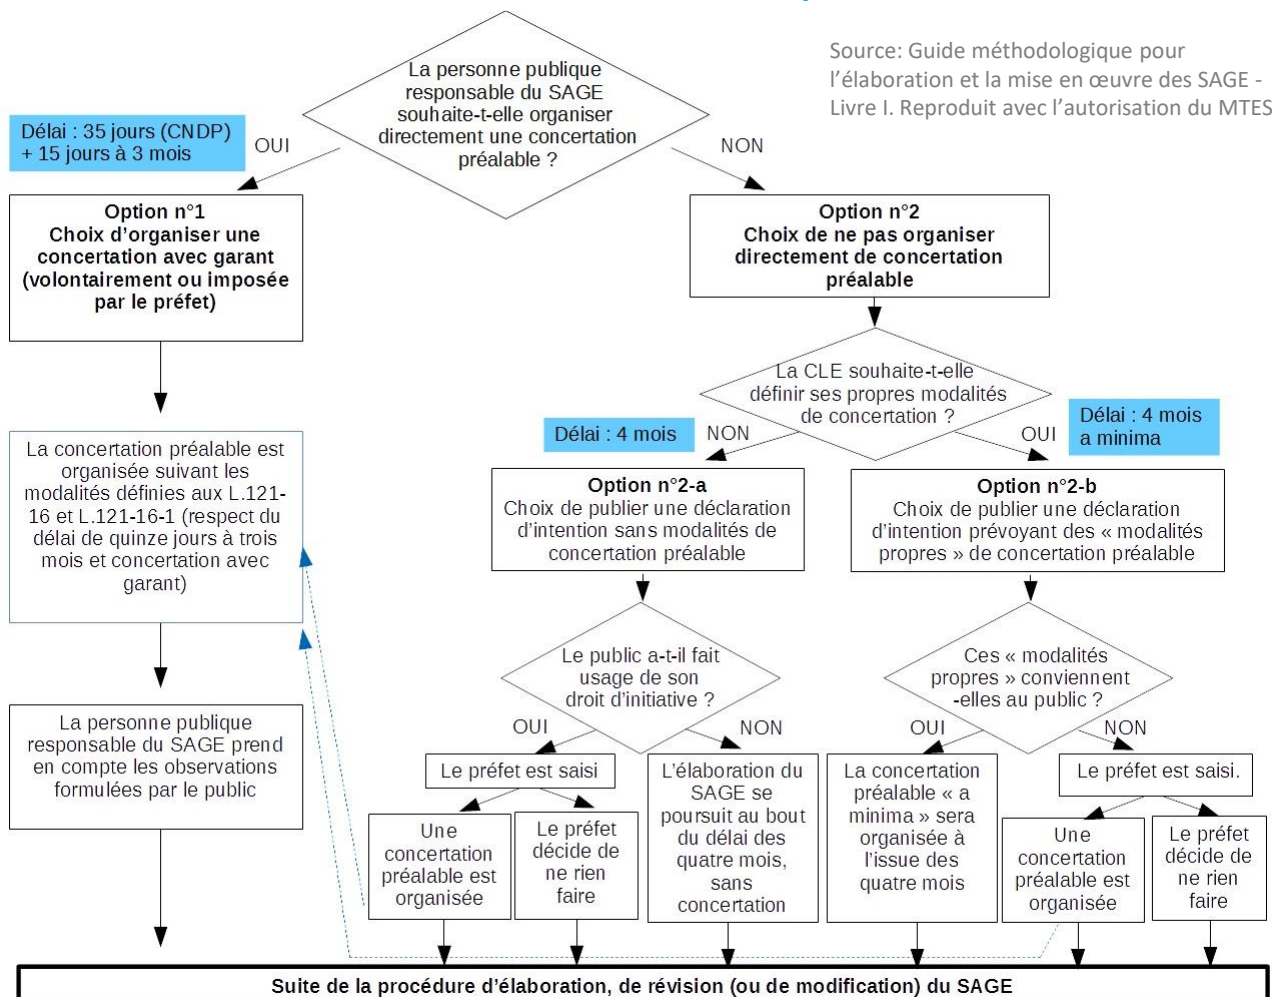 Source: Guide méthodologique pour
l'élaboration et la mise en œuvre des SAGE -
Livre I. Reproduit avec l'autorisation du MTES
La personne publique
responsable du SAGE
souhaite-t-elle organiser
directement une concertation
préalable ?
Délai : 35 jours (CNDP)
+ 15 jours à 3 mois
OUI
NON
Option n°1
Choix d'organiser une
concertation avec garant
(volontairement ou imposée
par le préfet)
Option n°2
Choix de ne pas organiser
directement de concertation
préalable
La CLE souhaite-t-elle
définir ses propres modalités
de concertation ?
Délai : 4 mois
NON
OUI
Délai : 4 mois
a minima
La concertation préalable est
organisée suivant les
modalités définies aux L.121-
16 et L.121-16-1 (respect du
délai de quinze jours à trois
mois et concertation avec
garant)
Option n°2-a
Choix de publier une déclaration
d'intention sans modalités de
concertation préalable
Option n°2-b
Choix de publier une déclaration
d'intention prévoyant des « modalités
propres » de concertation préalable
Le public a-t-il fait
usage de son
droit d'initiative ?
Ces « modalités
propres » conviennent
-elles au public ?
OUI
NON
OUI
NON
La personne publique
responsable du SAGE prend
en compte les observations
formulées par le public
Le préfet est saisi
L'élaboration du
SAGE se
poursuit au bout
du délai des
quatre mois,
sans
concertation
La concertation
préalable « a
minima » sera
organisée à
l'issue des
quatre mois
Le préfet est saisi.
Une
concertation
préalable est
organisée
Le préfet
décide de
ne rien
faire
Une
concertation
préalable est
organisée
Le préfet
décide de
ne rien
faire
Suite de la procédure d'élaboration, de révision (ou de modification) du SAGE